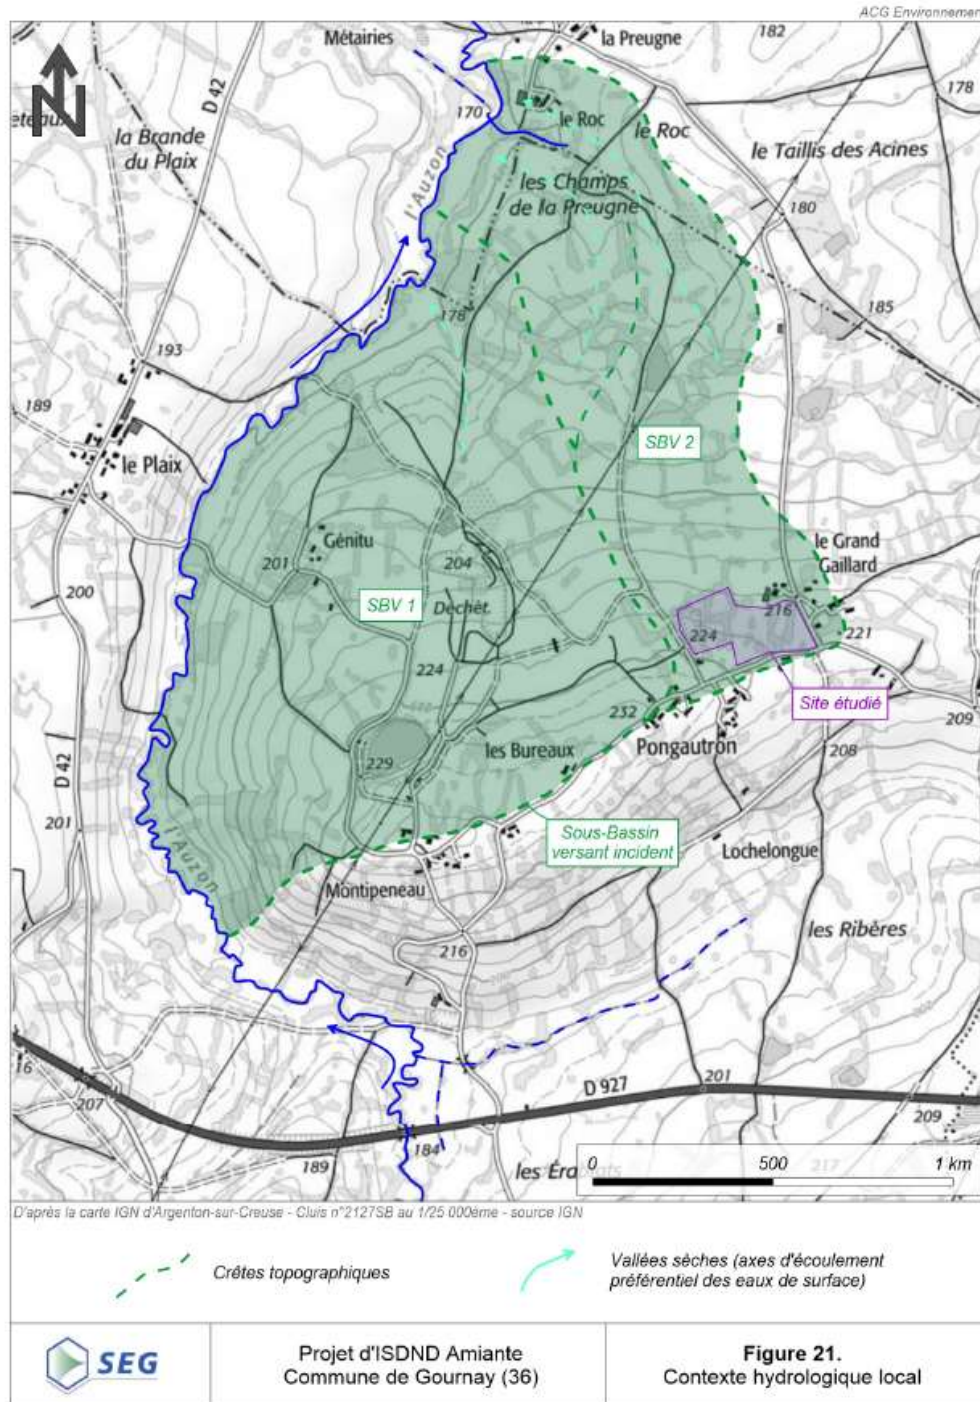 ACG Environnement
Métairies
la Preugne
182
178
D 42
N
la Brande
du Plaix
170
le Roc
le Roc
le Taillis des Acines
l'Auzon
les Champs
de la Preugne
180
178
185
193
189
SBV 2
le Plaix
Génitu
le Grand
Gaillard
201
204
200
SBV 1
Déchèt.
216
224
221
224
Site étudié
232
209
les Bureaux
Pongautron
208
229
D 42
201
Sous-Bassin
versant incident
Lochelongue
l'Auzon
Montipeneau
les Ribères
216
16
D 927
201
207
209
184
189
les Érablats
0 500 1 km
217
D'après la carte IGN d'Argenton-sur-Creuse - Cluis n°2127SB au 1/25 000ème - source IGN
Crêtes topographiques
Vallées sèches (axes d'écoulement
préférentiel des eaux de surface)
SEG
Projet d'ISDND Amiante
Commune de Gournay (36)
Figure 21.
Contexte hydrologique local